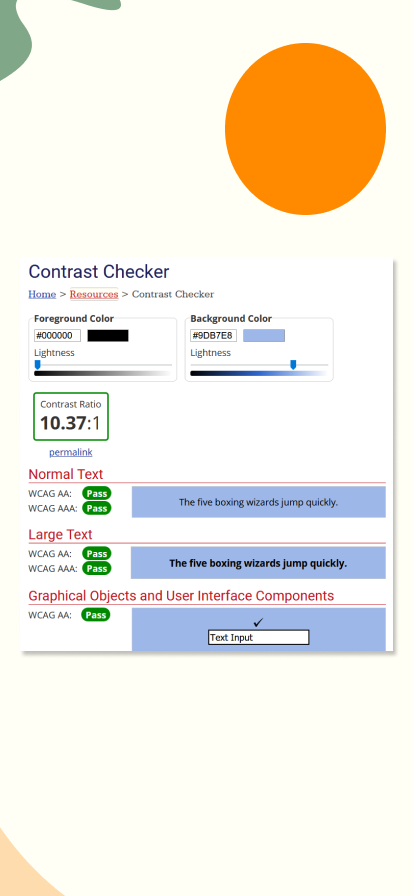 Contrast Checker
Home > Resources > Contrast Checker
Foreground Color
#000000
Lightness
Background Color
#9DB7E8
Lightness
Contrast Ratio
10.37:1
permalink
Normal Text
WCAG AA: Pass
WCAG AAA: Pass
The five boxing wizards jump quickly.
Large Text
WCAG AA: Pass
WCAG AAA: Pass
The five boxing wizards jump quickly.
Graphical Objects and User Interface Components
WCAG AA: Pass
✓
Text Input